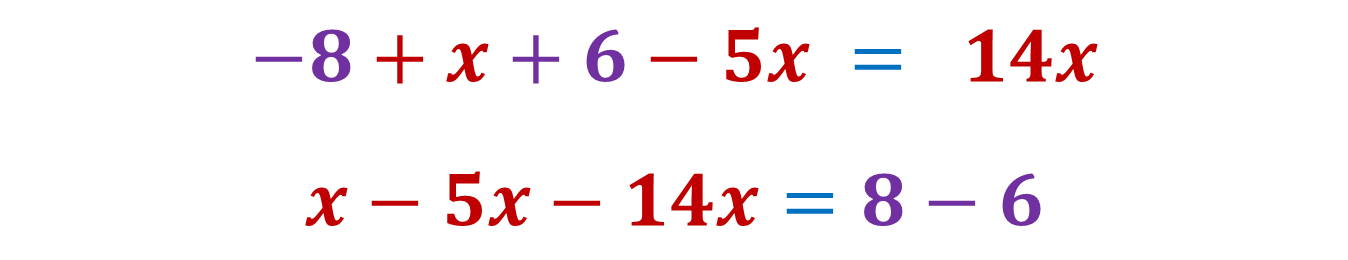 −8 + x + 6 − 5x = 14x
x − 5x − 14x = 8 − 6